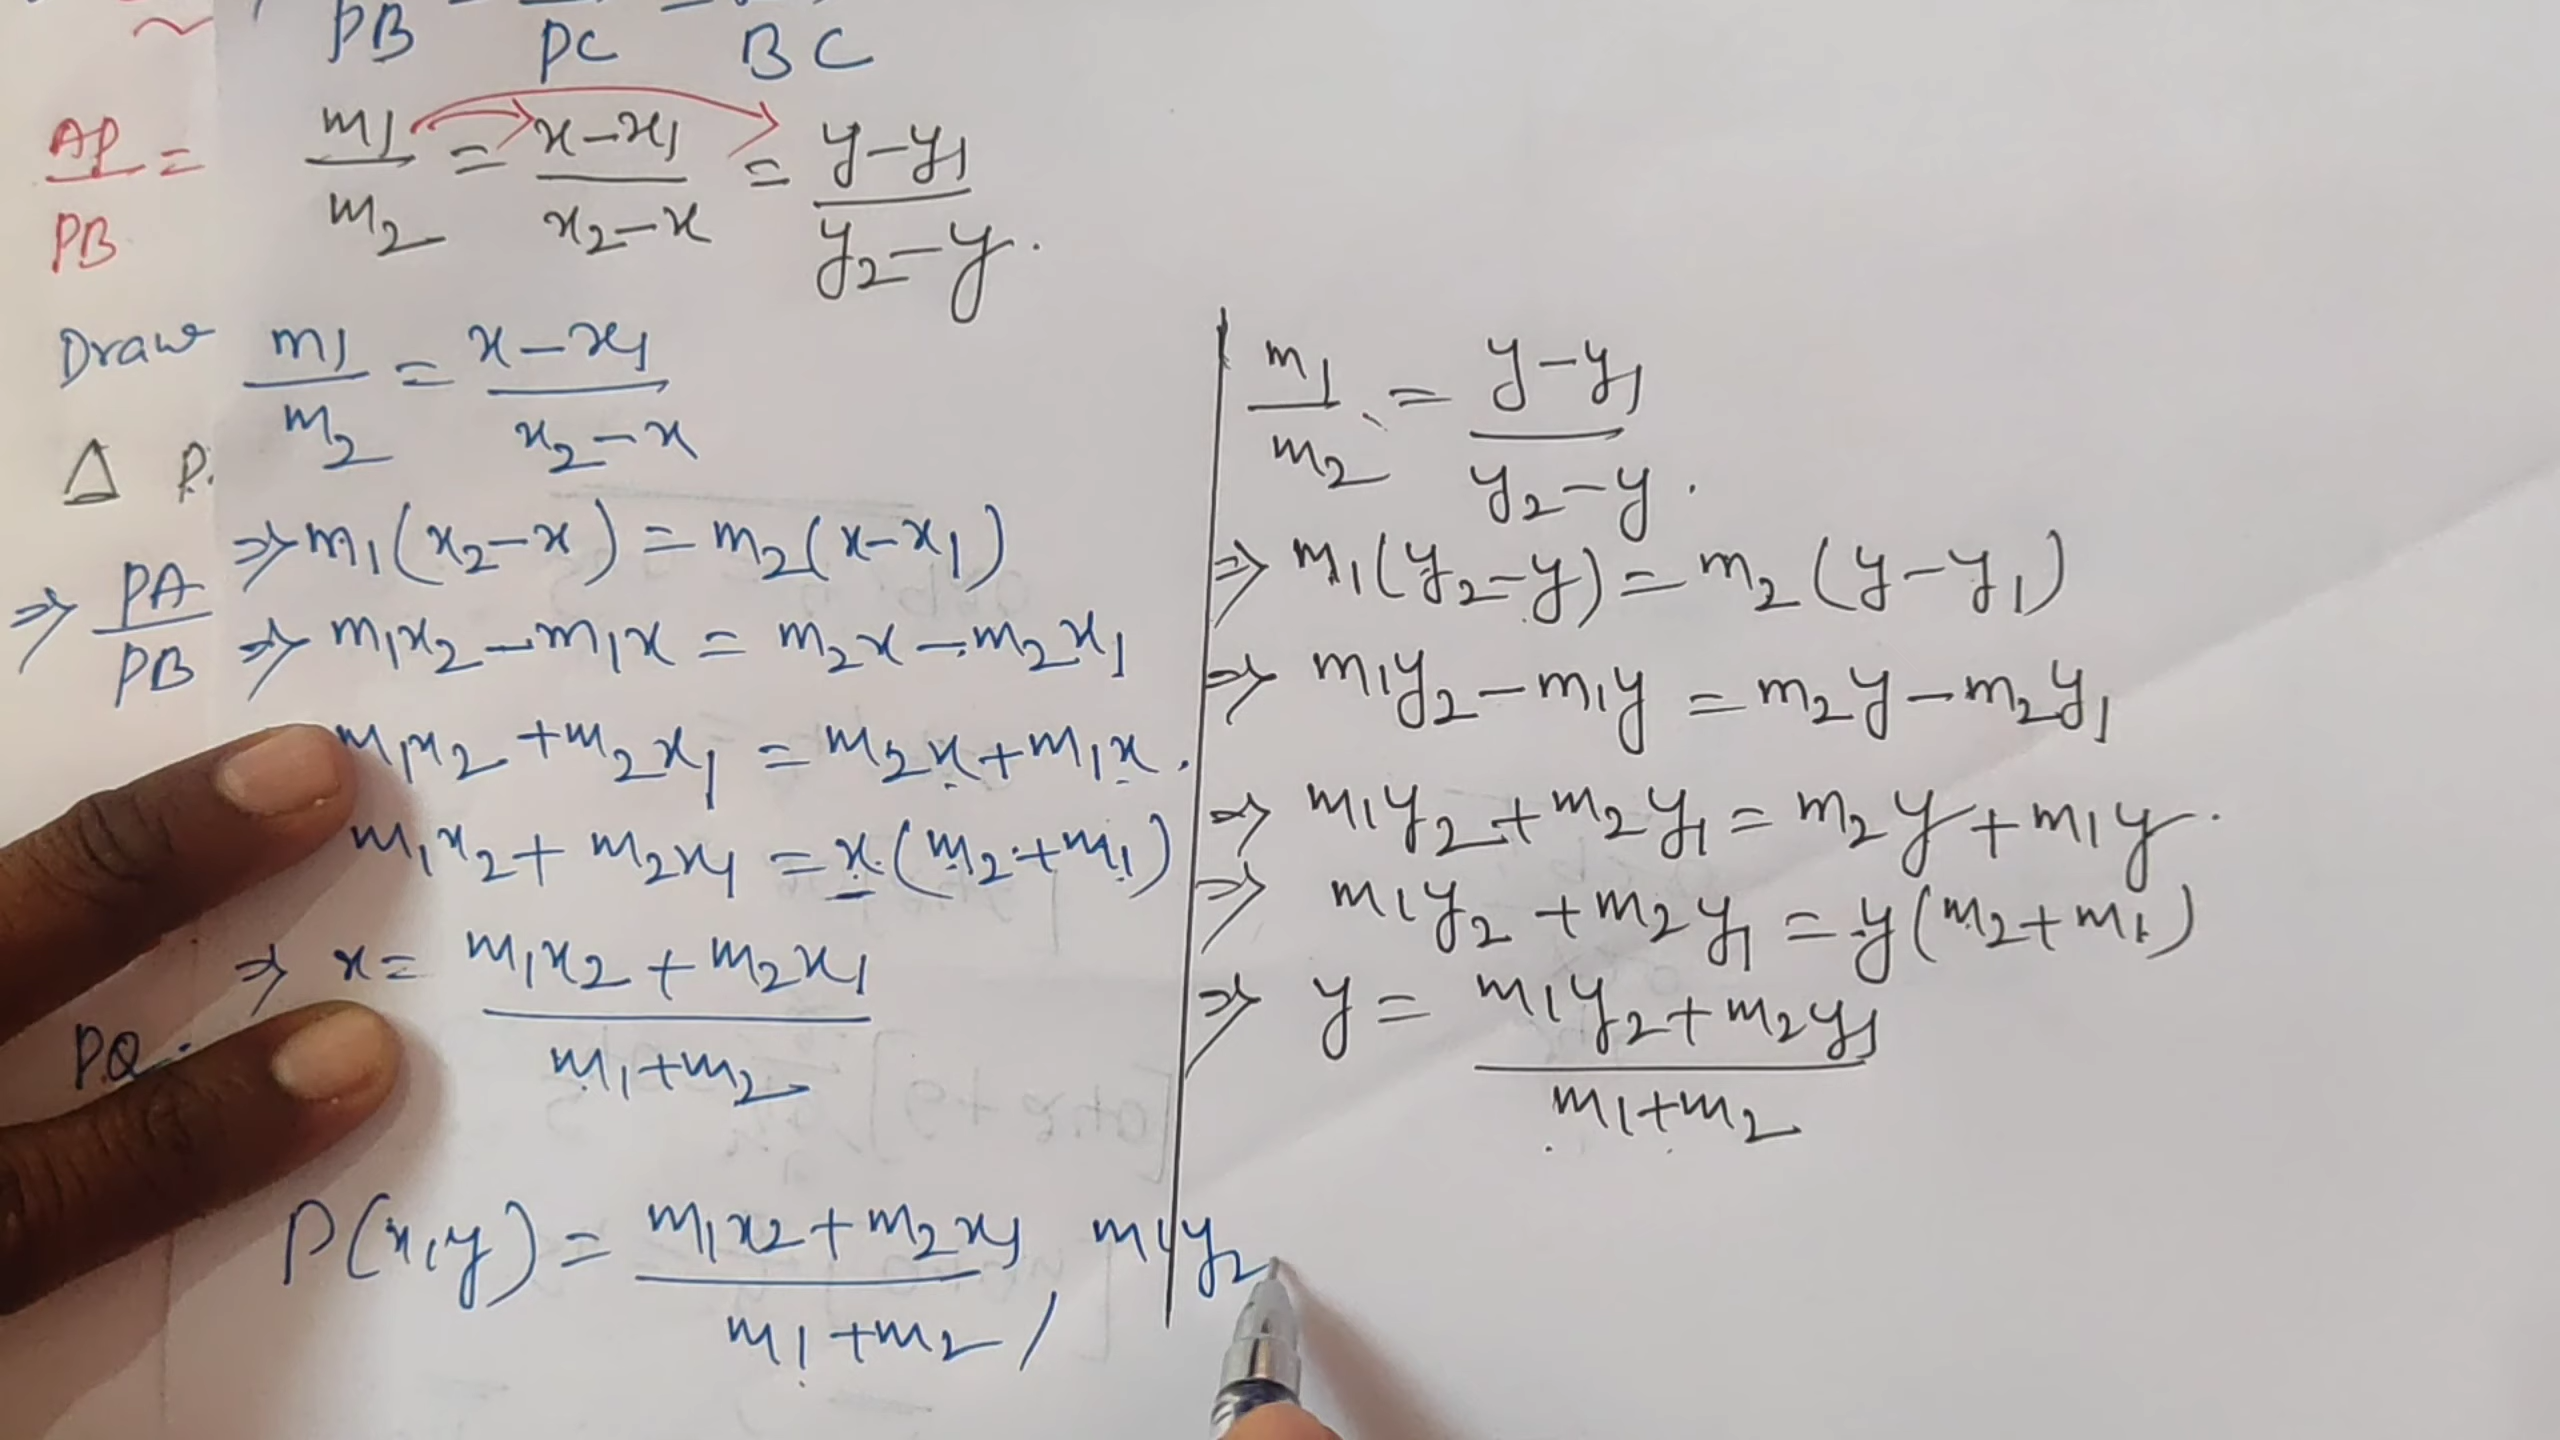 PB PC BC
AP/PB = m1/m2 = x-x1/x2-x = y-y1/y2-y.
Draw m1/m2 = x-x1/x2-x
Δ P.
⇒ PA/PB
⇒ m1(x2-x) = m2(x-x1)
⇒ m1x2-m1x = m2x-m2x1
m1x2+m2x1 = m2x+m1x.
m1x2+m2x1 = x(m2+m1)
⇒ x = m1x2+m2x1/m1+m2
PQ
m1/m2 = y-y1/y2-y.
⇒ m1(y2-y) = m2(y-y1)
⇒ m1y2-m1y = m2y-m2y1
⇒ m1y2+m2y1 = m2y+m1y.
⇒ m1y2+m2y1 = y(m2+m1)
⇒ y = m1y2+m2y1/m1+m2
P(x,y) = m1x2+m2x1/m1+m2, m1y2